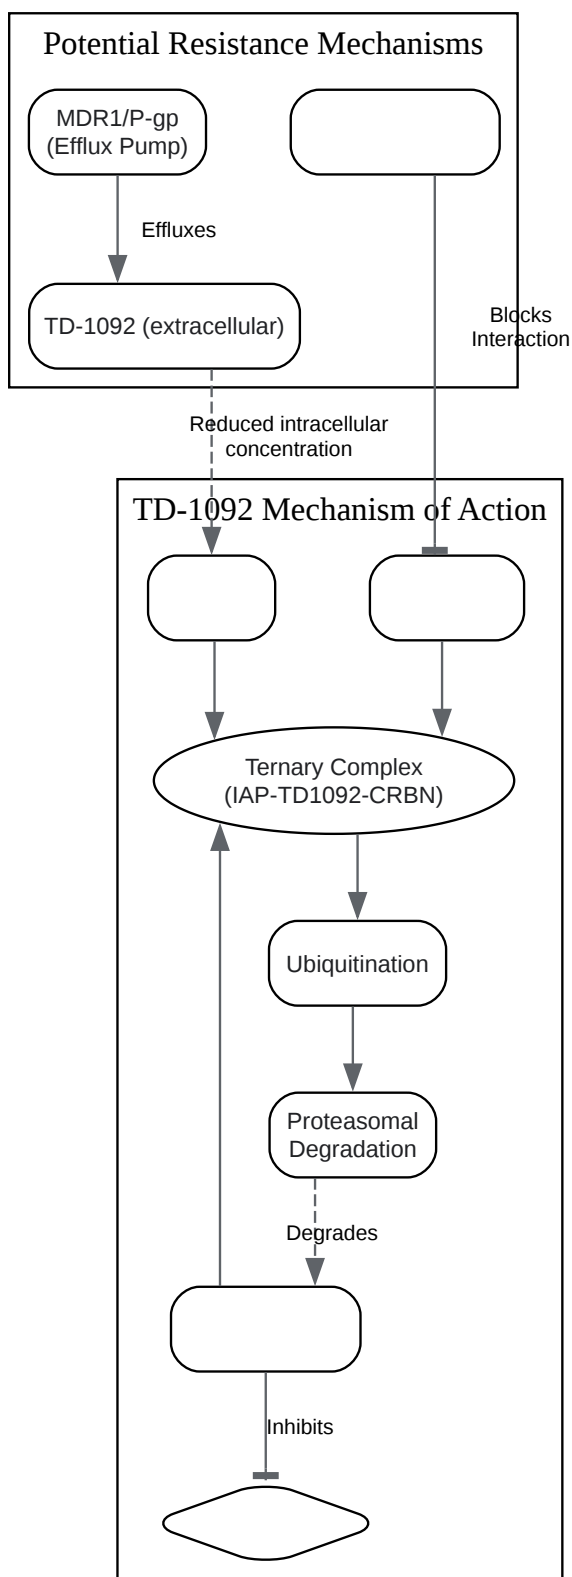 Potential Resistance Mechanisms
MDR1/P-gp
(Efflux Pump)
Effluxes
TD-1092 (extracellular)
Blocks
Interaction
Reduced intracellular
concentration
TD-1092 Mechanism of Action
Ternary Complex
(IAP-TD1092-CRBN)
Ubiquitination
Proteasomal
Degradation
Degrades
Inhibits